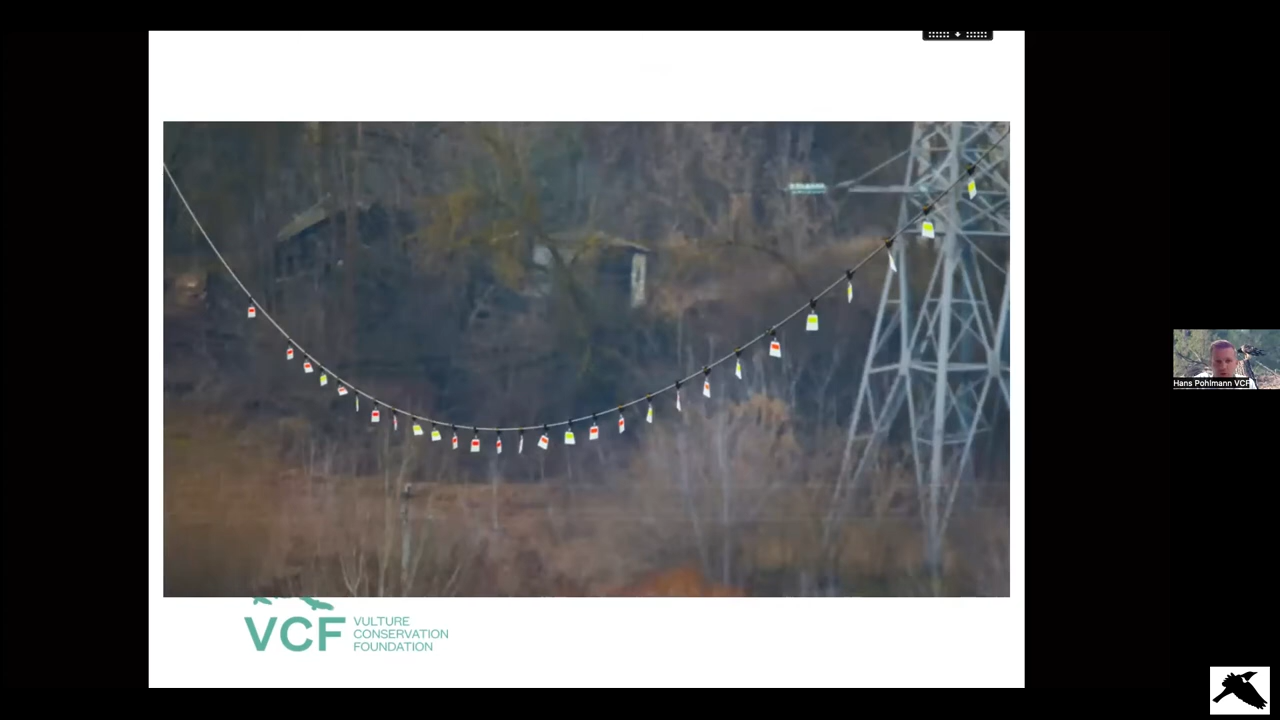 VCF
VULTURE
CONSERVATION
FOUNDATION
Hans Pohlmann VCF